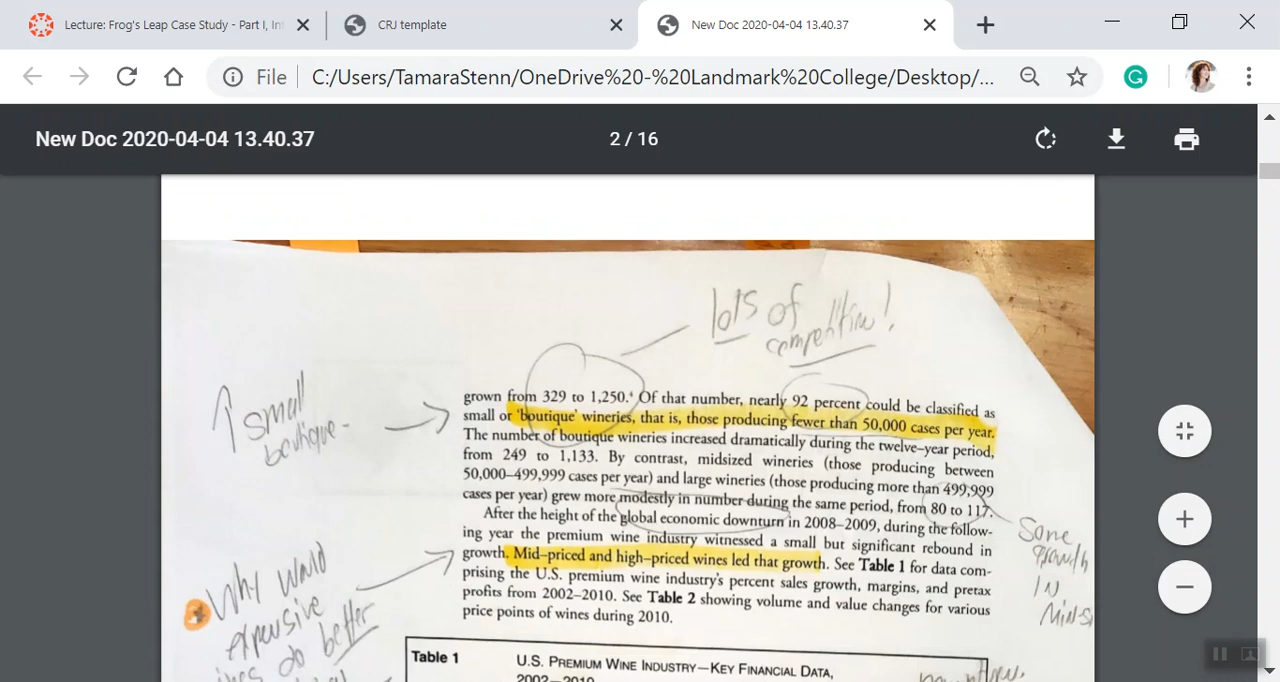 Lecture: Frog's Leap Case Study - Part I, Int
CRJ template
New Doc 2020-04-04 13.40.37
File
C:/Users/TamaraStenn/OneDrive%20-%20Landmark%20College/Desktop/...
New Doc 2020-04-04 13.40.37
2 / 16
lots of
competition!
grown from 329 to 1,250.⁴ Of that number, nearly 92 percent could be classified as
small or 'boutique' wineries, that is, those producing fewer than 50,000 cases per year.
The number of boutique wineries increased dramatically during the twelve-year period,
from 249 to 1,133. By contrast, midsized wineries (those producing between
50,000–499,999 cases per year) and large wineries (those producing more than 499,999
cases per year) grew more modestly in number during the same period, from 80 to 117.
After the height of the global economic downturn in 2008–2009, during the follow-
ing year the premium wine industry witnessed a small but significant rebound in
growth. Mid–priced and high–priced wines led that growth. See Table 1 for data com-
prising the U.S. premium wine industry's percent sales growth, margins, and pretax
profits from 2002–2010. See Table 2 showing volume and value changes for various
price points of wines during 2010.
↑ small
boutique-
Some
growth
IN
Why would
expensive
do better
Table 1
U.S. PREMIUM WINE INDUSTRY—KEY FINANCIAL DATA,
2002–2010